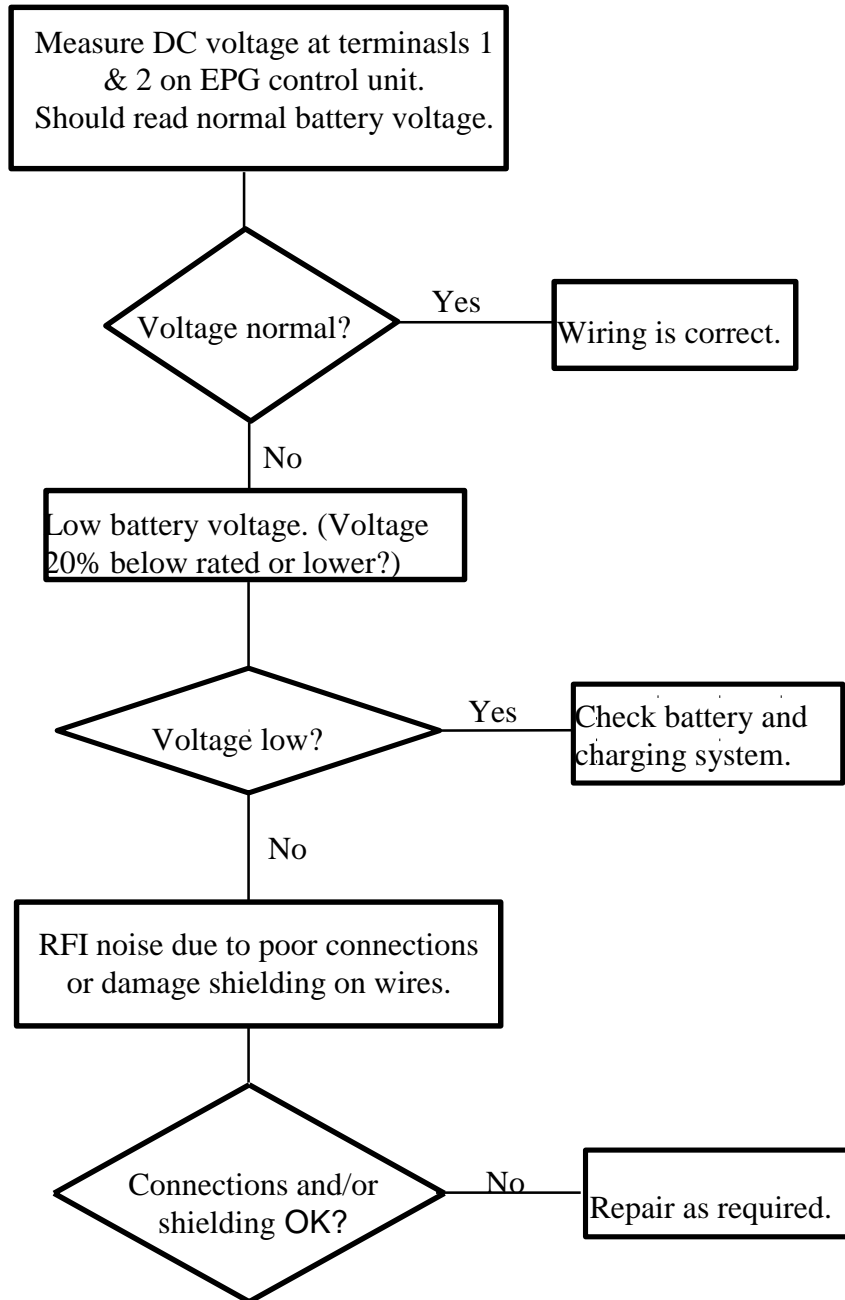 Measure DC voltage at terminasls 1
& 2 on EPG control unit.
Should read normal battery voltage.
Voltage normal?
Yes
Wiring is correct.
No
Low battery voltage. (Voltage
20% below rated or lower?)
Voltage low?
Yes
Check battery and
charging system.
No
RFI noise due to poor connections
or damage shielding on wires.
Connections and/or
shielding OK?
No
Repair as required.